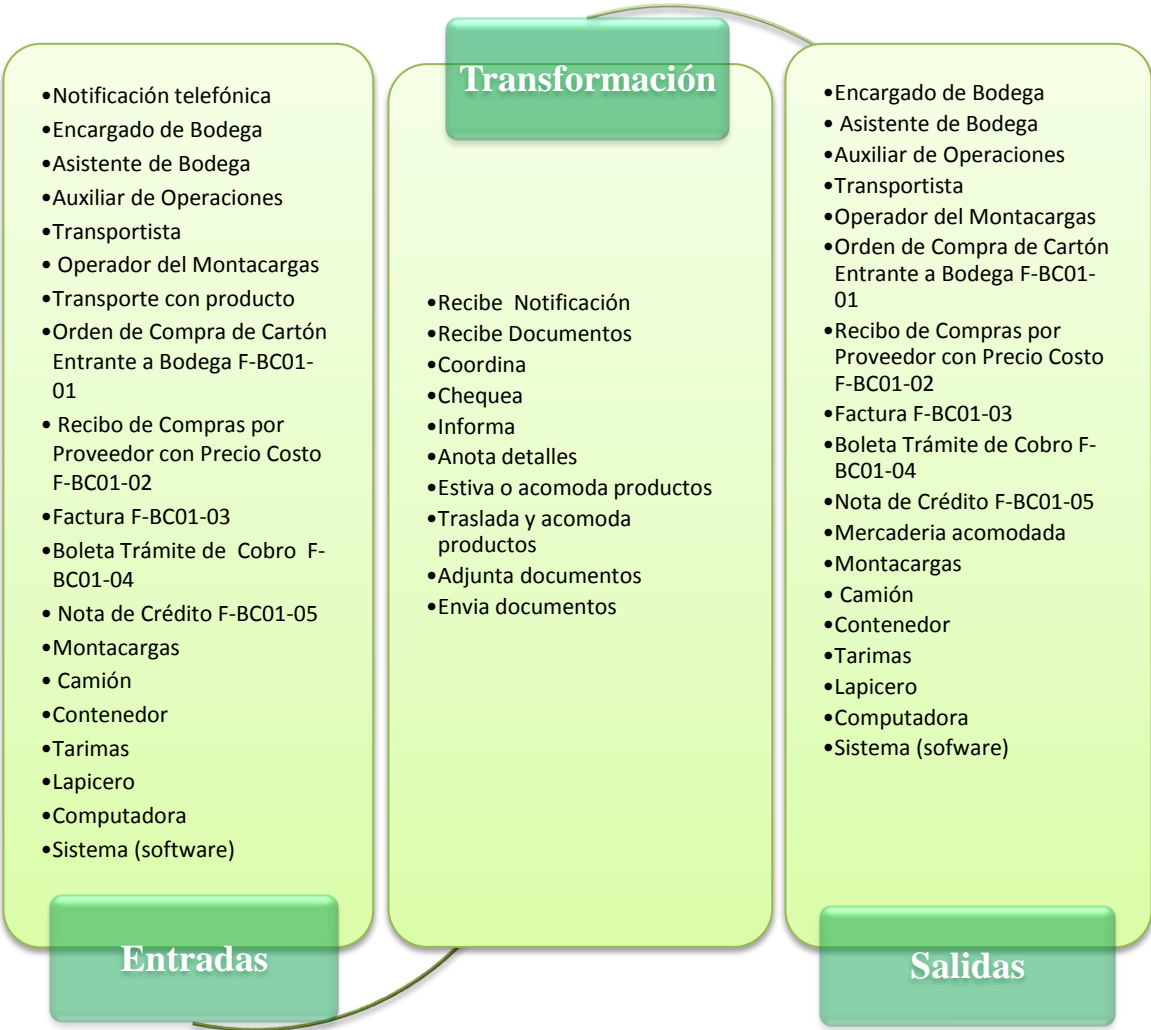 •Notificación telefónica
•Encargado de Bodega
•Asistente de Bodega
•Auxiliar de Operaciones
•Transportista
• Operador del Montacargas
•Transporte con producto
•Orden de Compra de Cartón
Entrante a Bodega F-BC01-
01
• Recibo de Compras por
Proveedor con Precio Costo
F-BC01-02
•Factura F-BC01-03
•Boleta Trámite de Cobro F-
BC01-04
• Nota de Crédito F-BC01-05
•Montacargas
• Camión
•Contenedor
•Tarimas
•Lapicero
•Computadora
•Sistema (software)
Entradas
Transformación
•Recibe Notificación
•Recibe Documentos
•Coordina
•Chequea
•Informa
•Anota detalles
•Estiva o acomoda productos
•Traslada y acomoda
productos
•Adjunta documentos
•Envia documentos
•Encargado de Bodega
• Asistente de Bodega
•Auxiliar de Operaciones
•Transportista
•Operador del Montacargas
•Orden de Compra de Cartón
Entrante a Bodega F-BC01-
01
•Recibo de Compras por
Proveedor con Precio Costo
F-BC01-02
•Factura F-BC01-03
•Boleta Trámite de Cobro F-
BC01-04
•Nota de Crédito F-BC01-05
•Mercaderia acomodada
•Montacargas
• Camión
•Contenedor
•Tarimas
•Lapicero
•Computadora
•Sistema (sofware)
Salidas